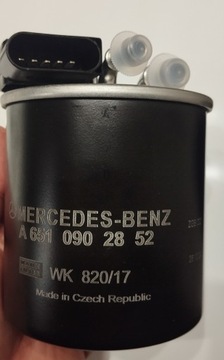 MERCEDES-BENZ
A 651 090 28 52
WK 820/17
Made in Czech Republic